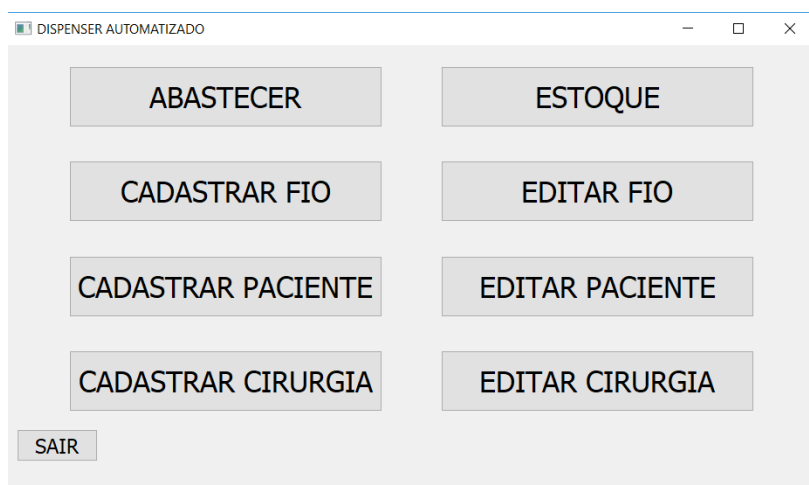 DISPENSER AUTOMATIZADO
ABASTECER
ESTOQUE
CADASTRAR FIO
EDITAR FIO
CADASTRAR PACIENTE
EDITAR PACIENTE
CADASTRAR CIRURGIA
EDITAR CIRURGIA
SAIR